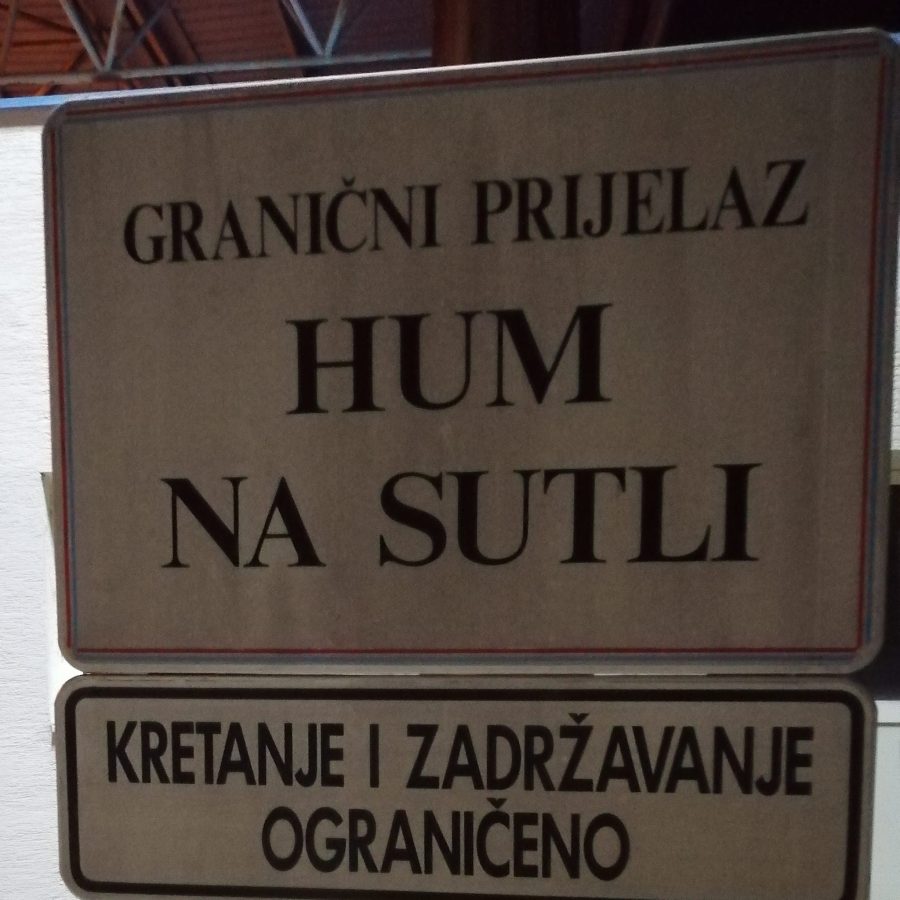 GRANIČNI PRIJELAZ
HUM
NA SUTLI
KRETANJE I ZADRŽAVANJE
OGRANIČENO